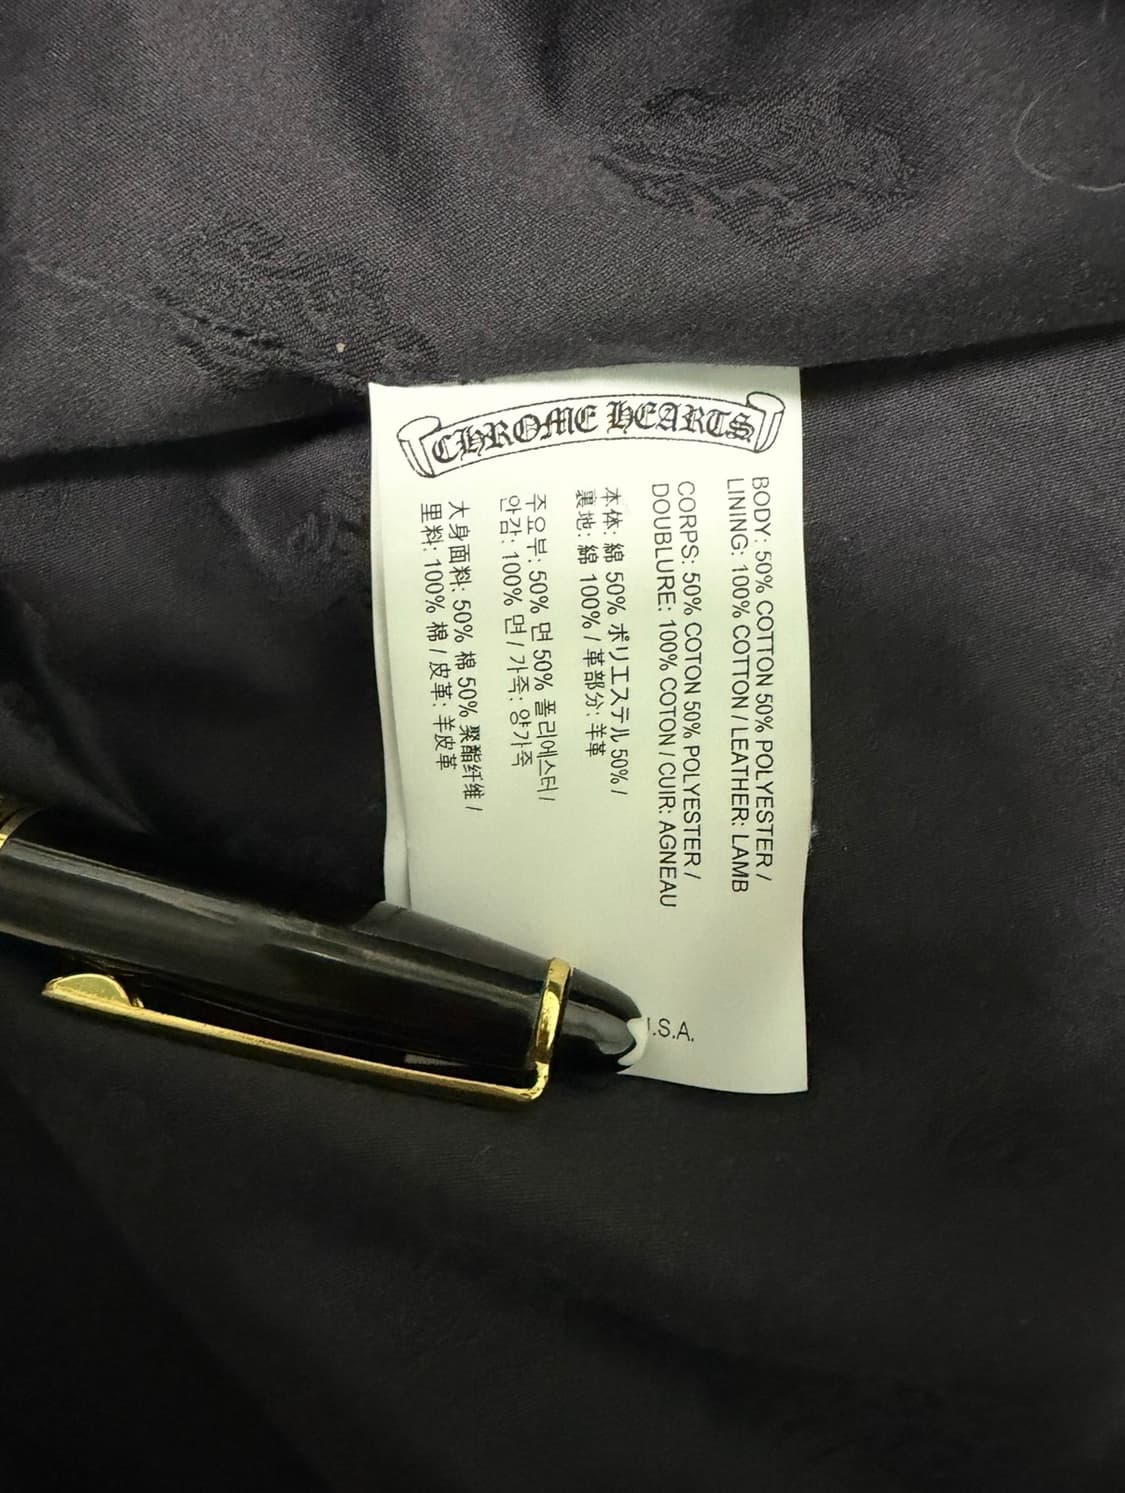 CHROME HEARTS
BODY: 50% COTTON 50% POLYESTER /
LINING: 100% COTTON / LEATHER: LAMB
CORPS: 50% COTON 50% POLYESTER /
DOUBLURE: 100% COTON / CUIR: AGNEAU
本体: 綿 50% ポリエステル 50% /
裏地: 綿 100% / 革部分: 羊革
주요부: 50% 면 50% 폴리에스터/
안감: 100% 면 / 가죽: 양가죽
大身面料: 50% 棉 50% 聚酯纤维 /
里料: 100% 棉 / 皮革: 羊皮革
.S.A.